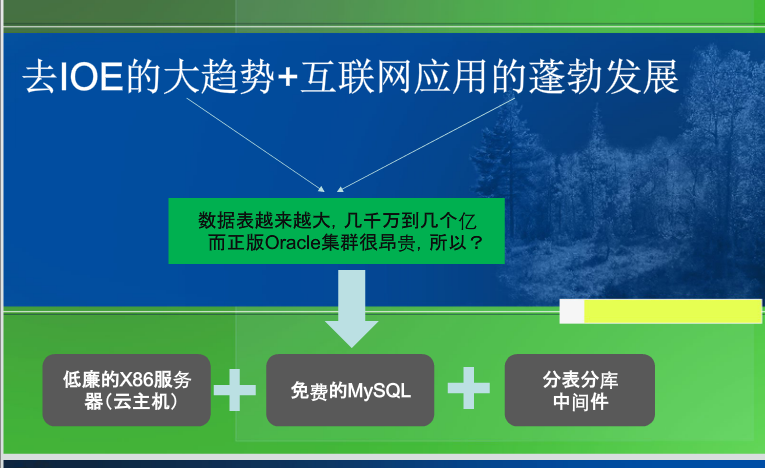 去IOE的大趋势+互联网应用的蓬勃发展
数据表越来越大，几千万到几个亿
而正版Oracle集群很昂贵，所以？
低廉的X86服务
器（云主机）
免费的MySQL
分表分库
中间件